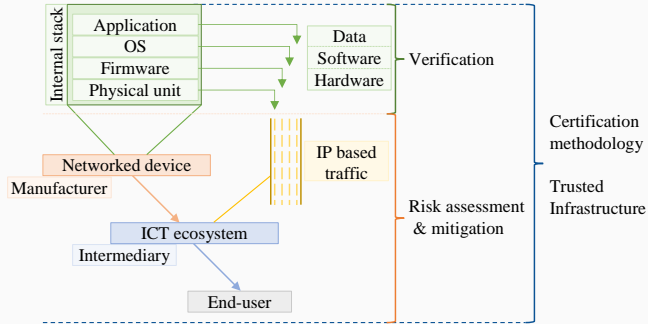 Internal stack
Application
OS
Firmware
Physical unit
Data
Software
Hardware
Verification
Networked device
Manufacturer
IP based
traffic
ICT ecosystem
Intermediary
End-user
Risk assessment
& mitigation
Certification
methodology
Trusted
Infrastructure